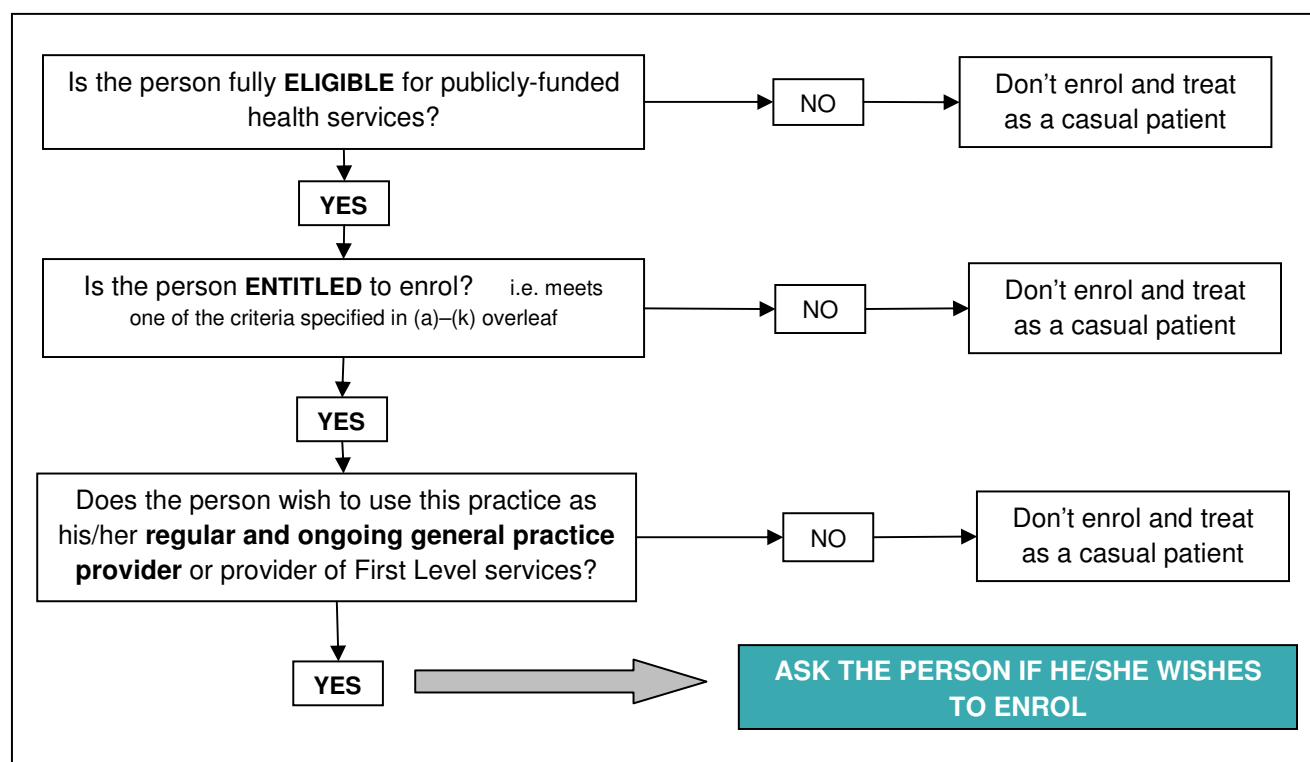 Is the person fully ELIGIBLE for publicly-funded
health services?
NO
Don't enrol and treat
as a casual patient
YES
Is the person ENTITLED to enrol? i.e. meets
one of the criteria specified in (a)–(k) overleaf
NO
Don't enrol and treat
as a casual patient
YES
Does the person wish to use this practice as
his/her regular and ongoing general practice
provider or provider of First Level services?
NO
Don't enrol and treat
as a casual patient
YES
ASK THE PERSON IF HE/SHE WISHES
TO ENROL